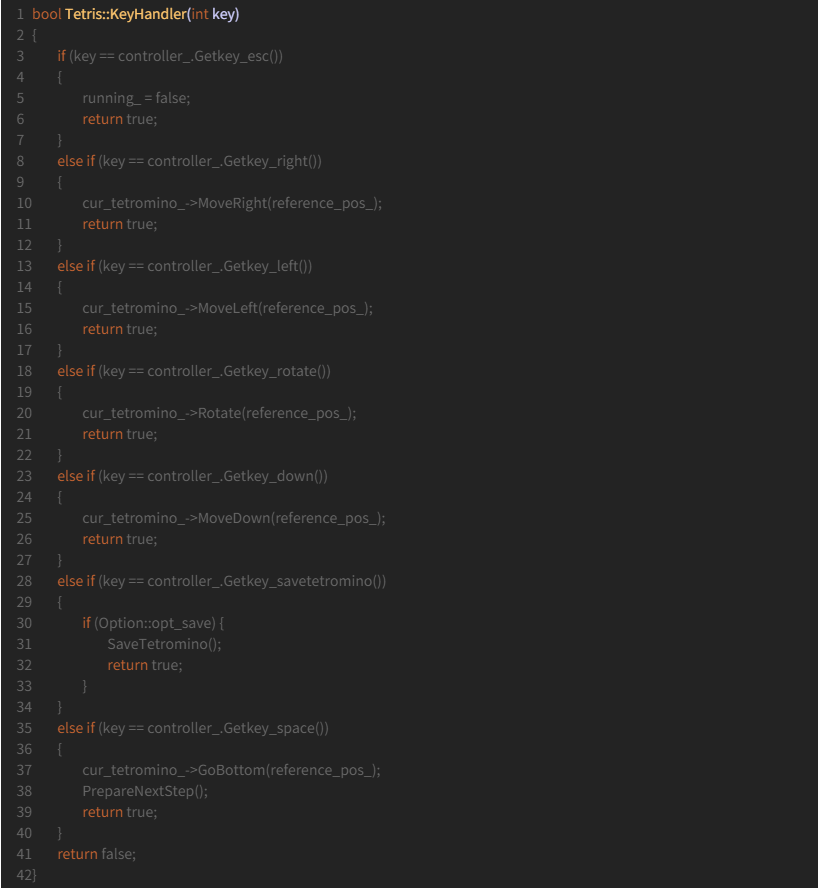 1 bool Tetris::KeyHandler(int key)
2 {
3 if (key == controller_.Getkey_esc())
4 {
5 running_ = false;
6 return true;
7 }
8 else if (key == controller_.Getkey_right())
9 {
10 cur_tetromino_->MoveRight(reference_pos_);
11 return true;
12 }
13 else if (key == controller_.Getkey_left())
14 {
15 cur_tetromino_->MoveLeft(reference_pos_);
16 return true;
17 }
18 else if (key == controller_.Getkey_rotate())
19 {
20 cur_tetromino_->Rotate(reference_pos_);
21 return true;
22 }
23 else if (key == controller_.Getkey_down())
24 {
25 cur_tetromino_->MoveDown(reference_pos_);
26 return true;
27 }
28 else if (key == controller_.Getkey_savetetromino())
29 {
30 if (Option::opt_save) {
31 SaveTetromino();
32 return true;
33 }
34 }
35 else if (key == controller_.Getkey_space())
36 {
37 cur_tetromino_->GoBottom(reference_pos_);
38 PrepareNextStep();
39 return true;
40 }
41 return false;
42}